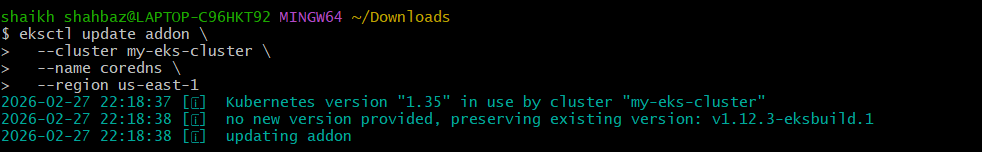 shaikh shahbaz@LAPTOP-C96HKT92 MINGW64 ~/Downloads
$ eksctl update addon \
>   --cluster my-eks-cluster \
>   --name coredns \
>   --region us-east-1
2026-02-27 22:18:37 [ℹ]  Kubernetes version "1.35" in use by cluster "my-eks-cluster"
2026-02-27 22:18:38 [ℹ]  no new version provided, preserving existing version: v1.12.3-eksbuild.1
2026-02-27 22:18:38 [ℹ]  updating addon